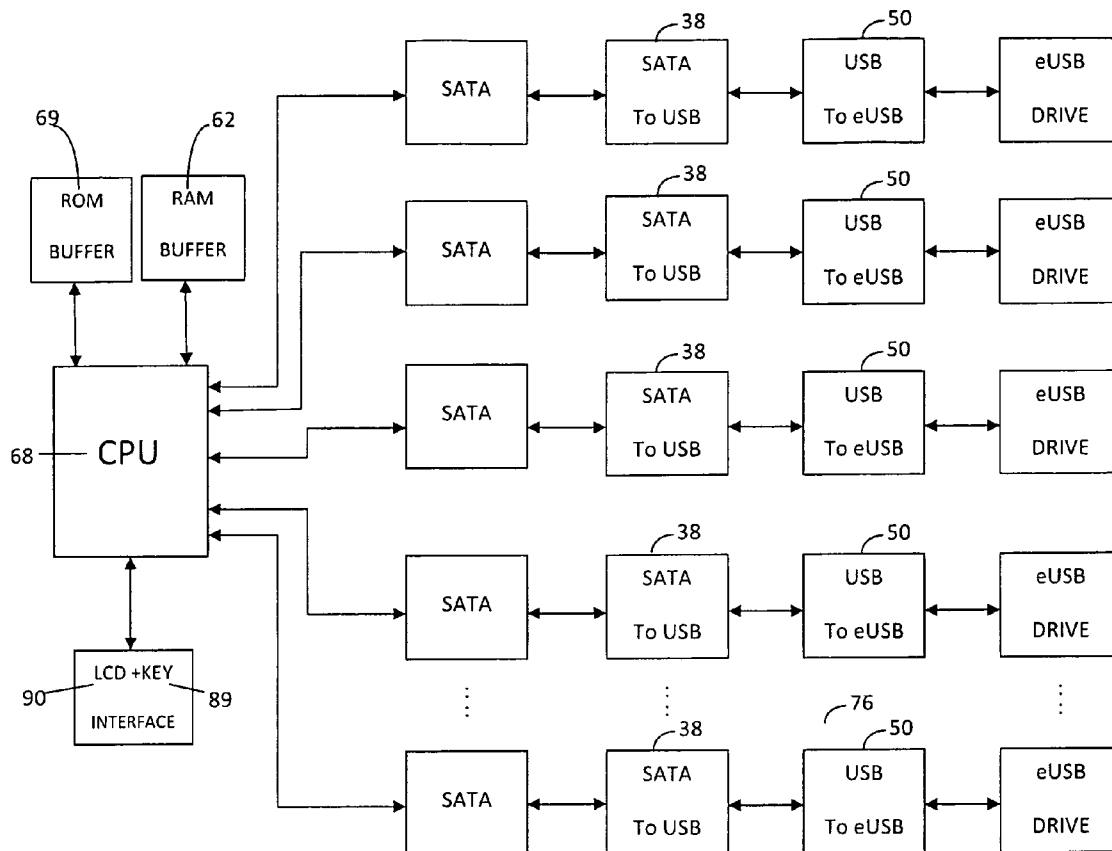 38
50
SATA
SATA
To USB
USB
To eUSB
eUSB
DRIVE
69
62
ROM
BUFFER
RAM
BUFFER
38
50
SATA
SATA
To USB
USB
To eUSB
eUSB
DRIVE
38
50
SATA
SATA
To USB
USB
To eUSB
eUSB
DRIVE
68
CPU
38
50
SATA
SATA
To USB
USB
To eUSB
eUSB
DRIVE
90
LCD +KEY
INTERFACE
89
38
76
50
SATA
SATA
To USB
USB
To eUSB
eUSB
DRIVE